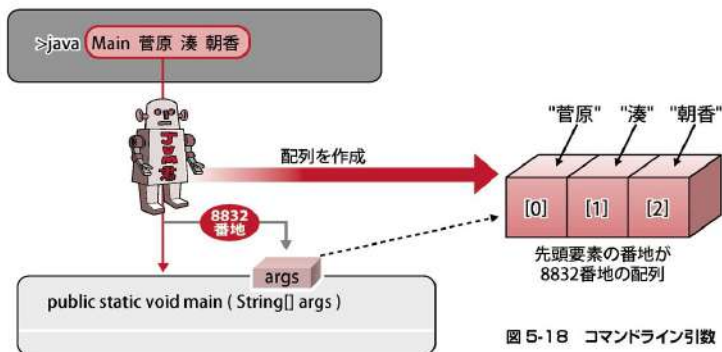 >java Main 菅原 湊 朝香
"菅原" "湊" "朝香"
配列を作成
[0] [1] [2]
8832
番地
args
先頭要素の番地が
8832番地の配列
public static void main ( String[] args )
図 5-18 コマンドライン引数